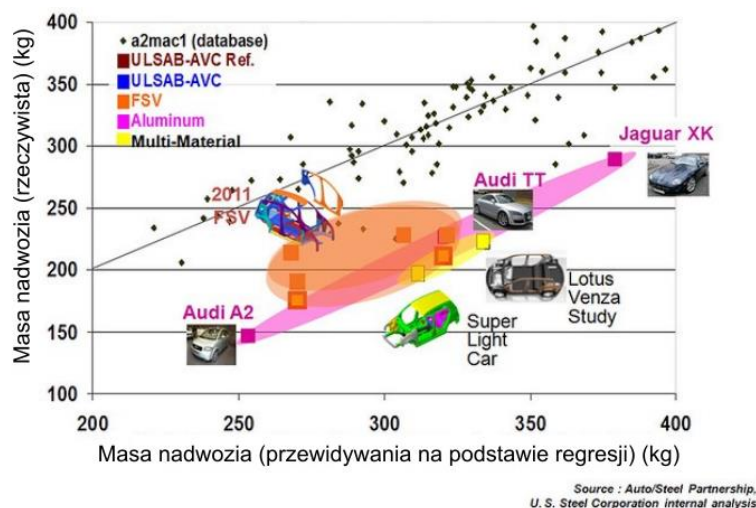 400
350
300
250
200
150
100
Masa nadwozia (rzeczywista) (kg)
a2mac1 (database)
ULSAB-AVC Ref.
ULSAB-AVC
FSV
Aluminum
Multi-Material
Jaguar XK
Audi TT
2011
FSV
Audi A2
Lotus
Venza
Study
Super
Light
Car
200
250
300
350
400
Masa nadwozia (przewidywania na podstawie regresji) (kg)
Source : Auto/Steel Partnership,
U. S. Steel Corporation internal analysis